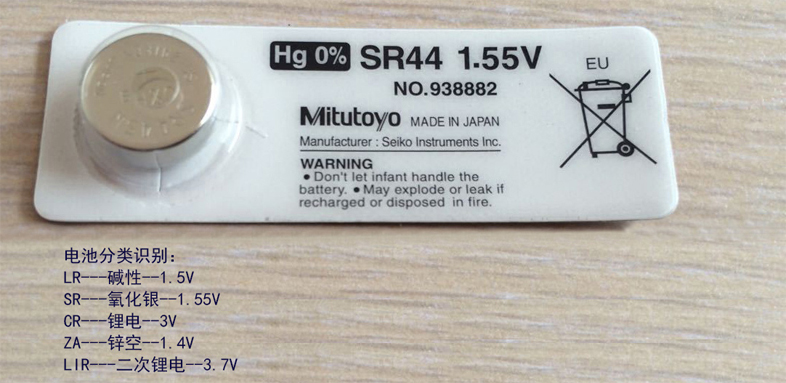 Hg 0% SR44 1.55V
NO.938882
EU
Mitutoyo MADE IN JAPAN
Manufacturer : Seiko Instruments Inc.
WARNING
• Don't let infant handle the
battery. • May explode or leak if
recharged or disposed in fire.
电池分类识别：
LR---碱性--1.5V
SR---氧化银--1.55V
CR---锂电--3V
ZA---锌空--1.4V
LIR---二次锂电--3.7V